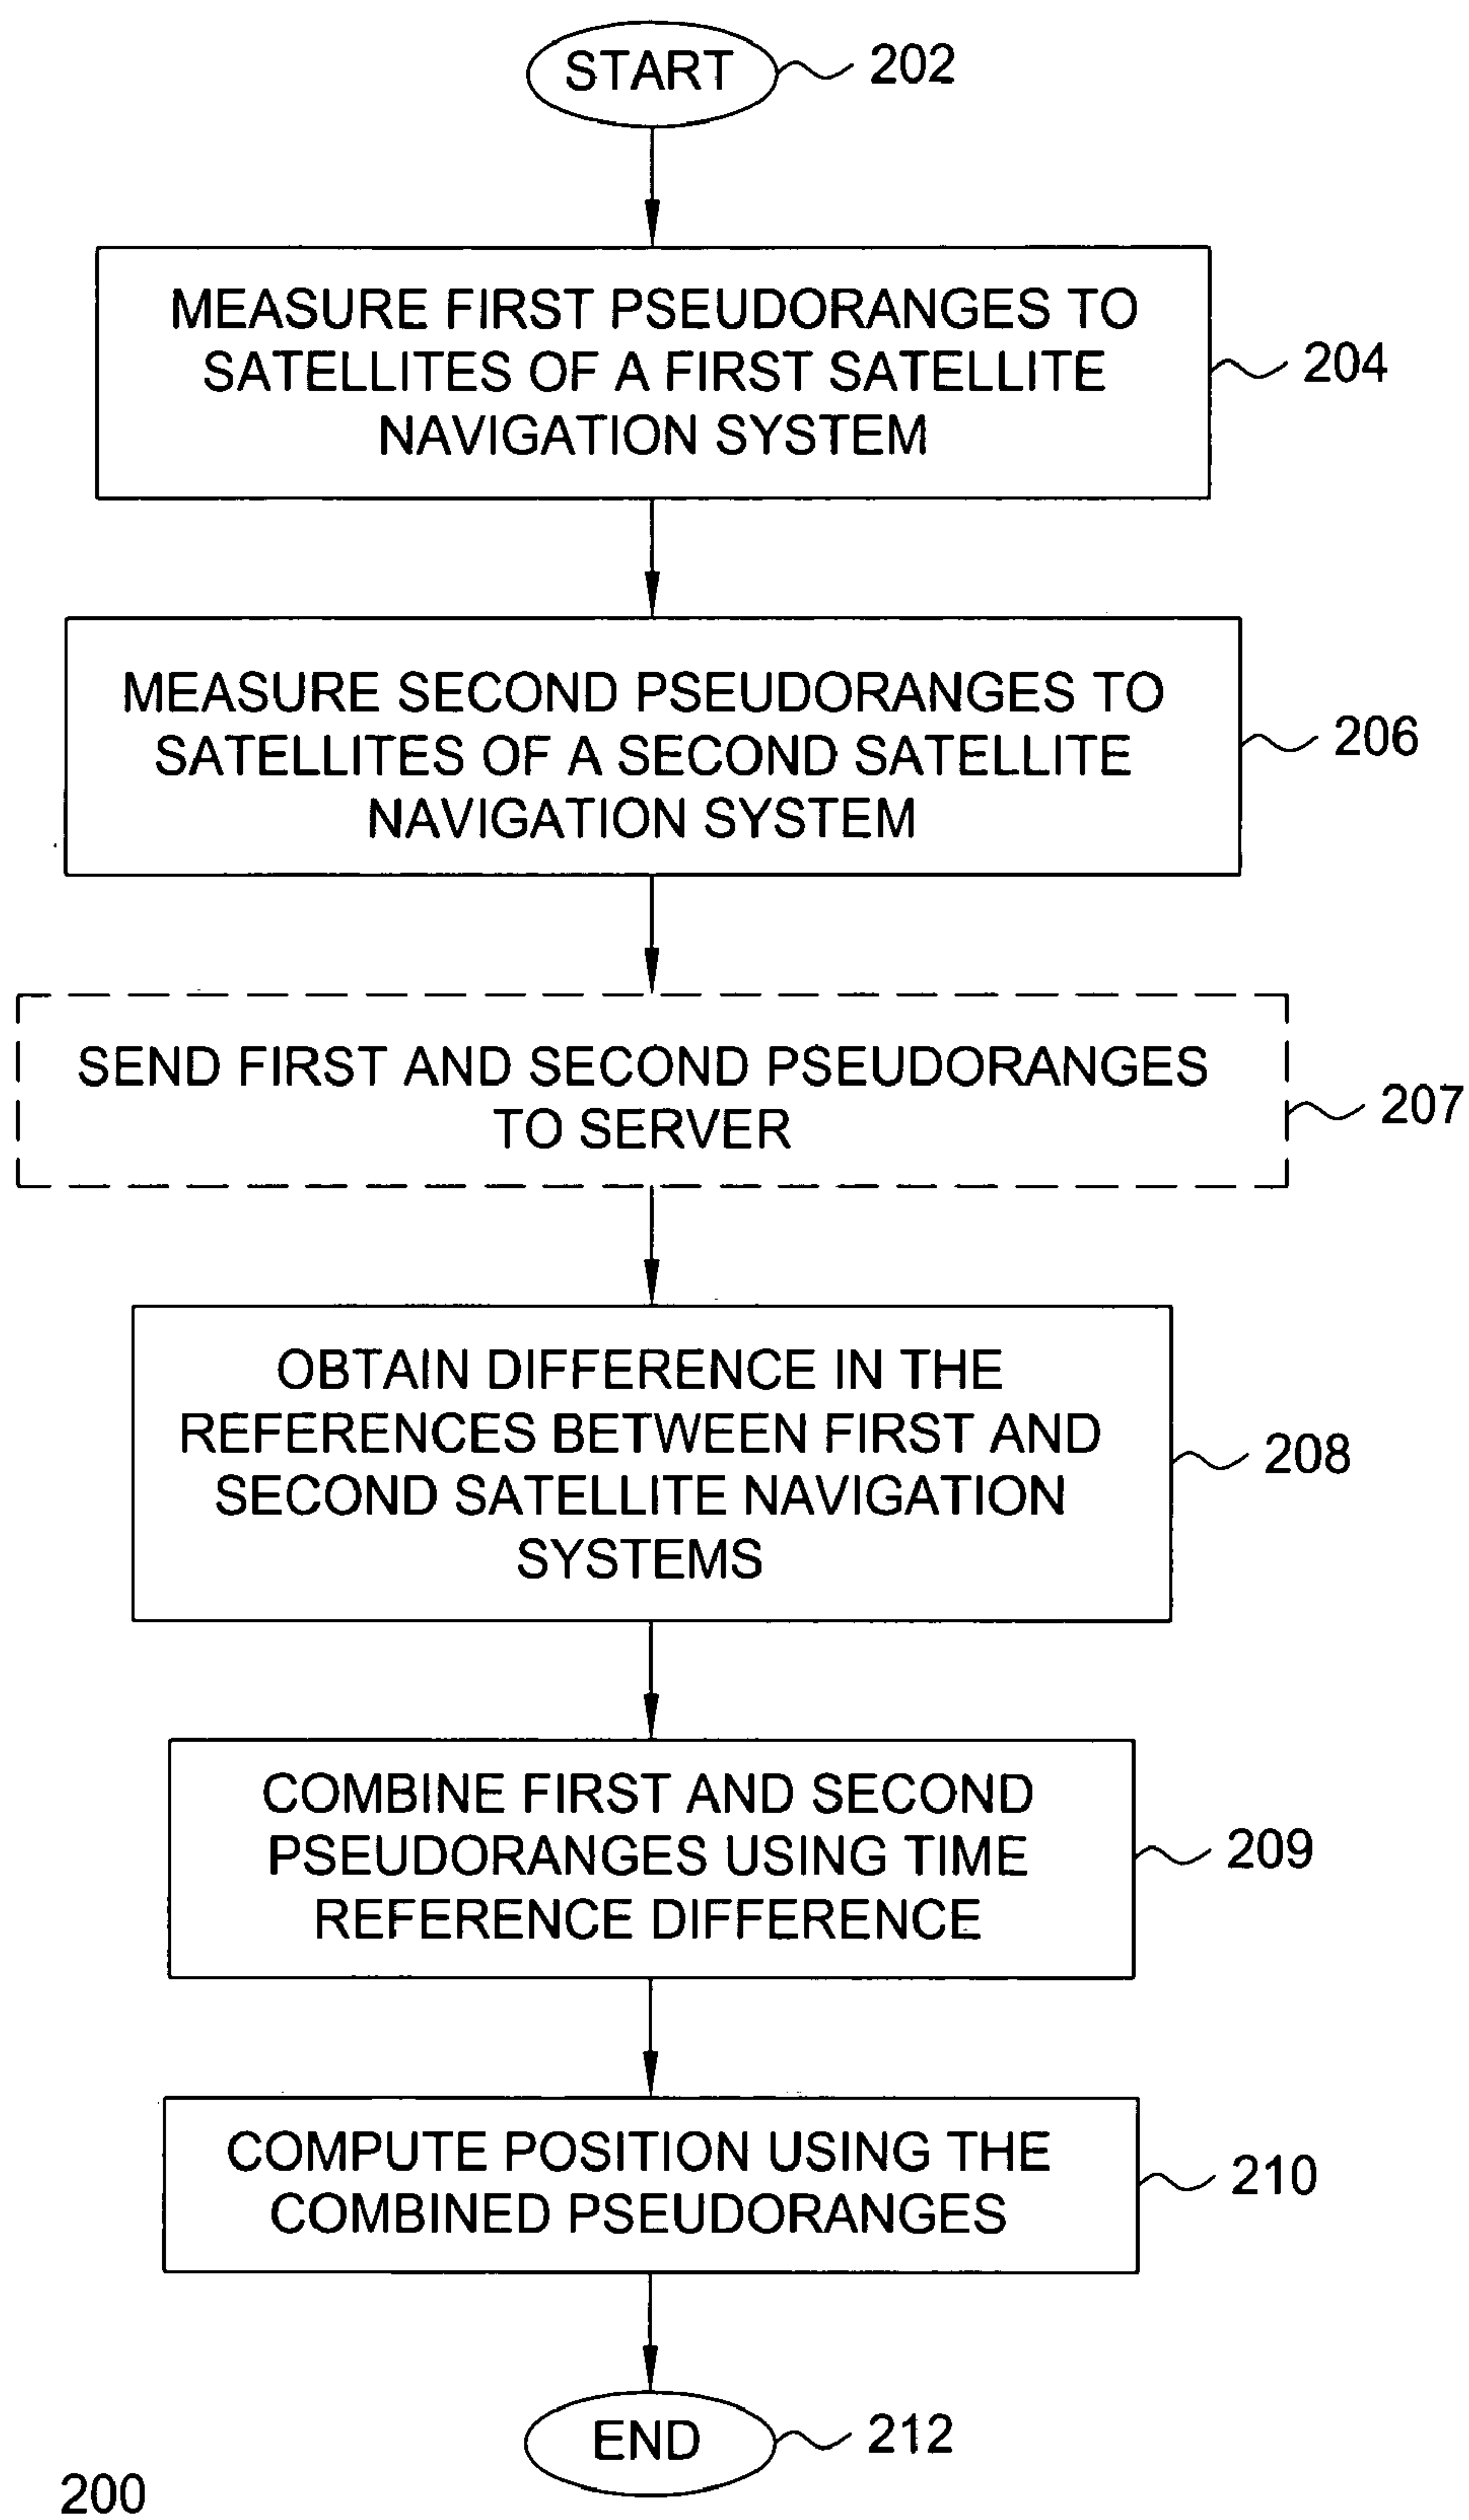 START
202
MEASURE FIRST PSEUDORANGES TO
SATELLITES OF A FIRST SATELLITE
NAVIGATION SYSTEM
204
MEASURE SECOND PSEUDORANGES TO
SATELLITES OF A SECOND SATELLITE
NAVIGATION SYSTEM
206
SEND FIRST AND SECOND PSEUDORANGES
TO SERVER
207
OBTAIN DIFFERENCE IN THE
REFERENCES BETWEEN FIRST AND
SECOND SATELLITE NAVIGATION
SYSTEMS
208
COMBINE FIRST AND SECOND
PSEUDORANGES USING TIME
REFERENCE DIFFERENCE
209
COMPUTE POSITION USING THE
COMBINED PSEUDORANGES
210
END
212
200